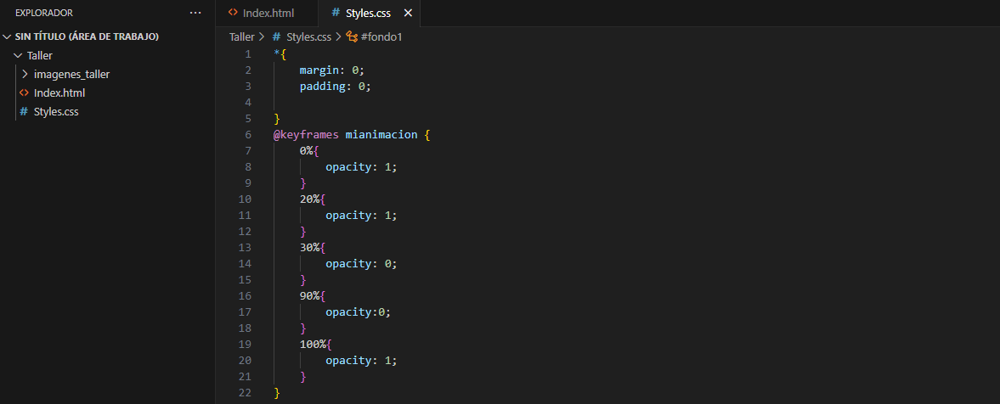 EXPLORADOR
SIN TÍTULO (ÁREA DE TRABAJO)
Taller
imagenes_taller
Index.html
Styles.css
Index.html Styles.css
Taller > Styles.css > #fondo1
1 *{
2 margin: 0;
3 padding: 0;
4
5 }
6 @keyframes mianimacion {
7 0%{
8 opacity: 1;
9 }
10 20%{
11 opacity: 1;
12 }
13 30%{
14 opacity: 0;
15 }
16 90%{
17 opacity:0;
18 }
19 100%{
20 opacity: 1;
21 }
22 }